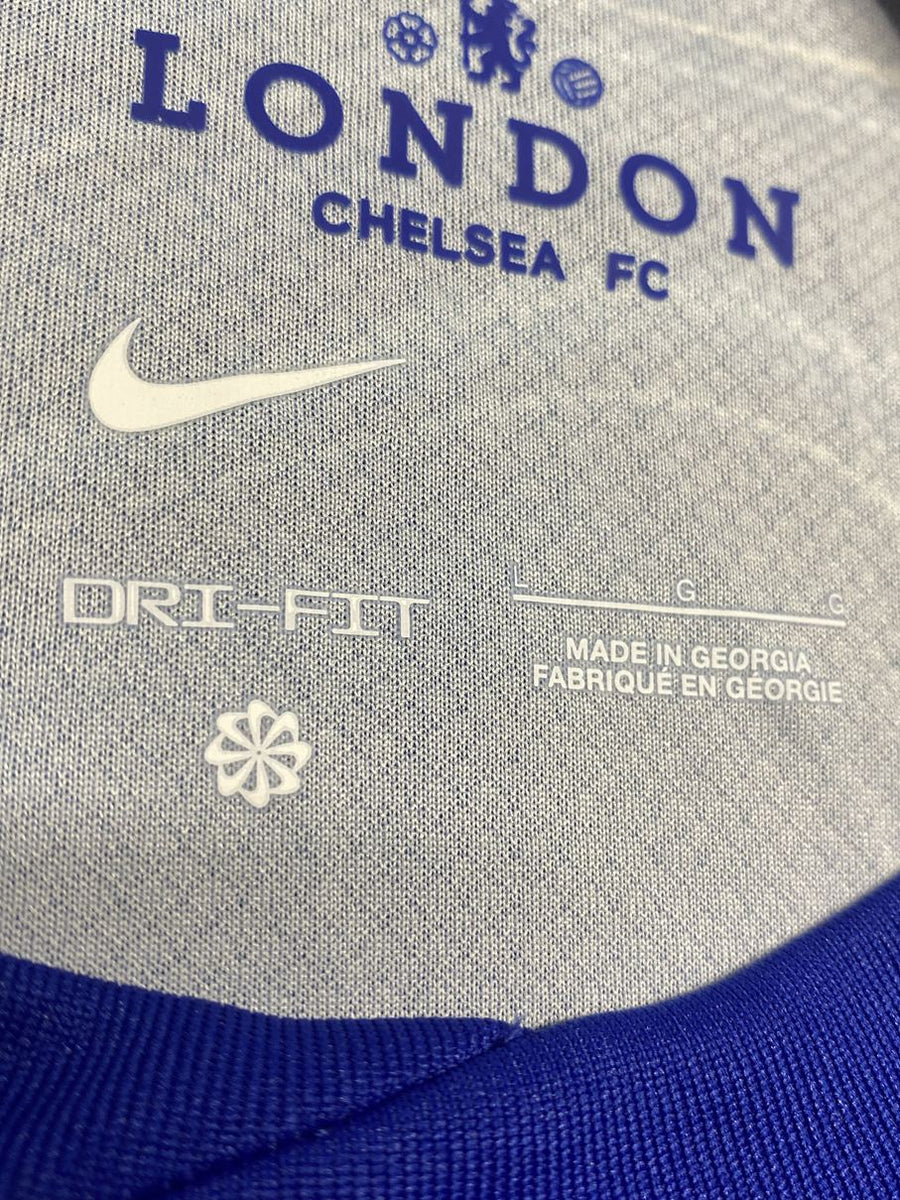 LONDON
CHELSEA FC
DRI-FIT
L G G
MADE IN GEORGIA
FABRIQUÉ EN GÉORGIE